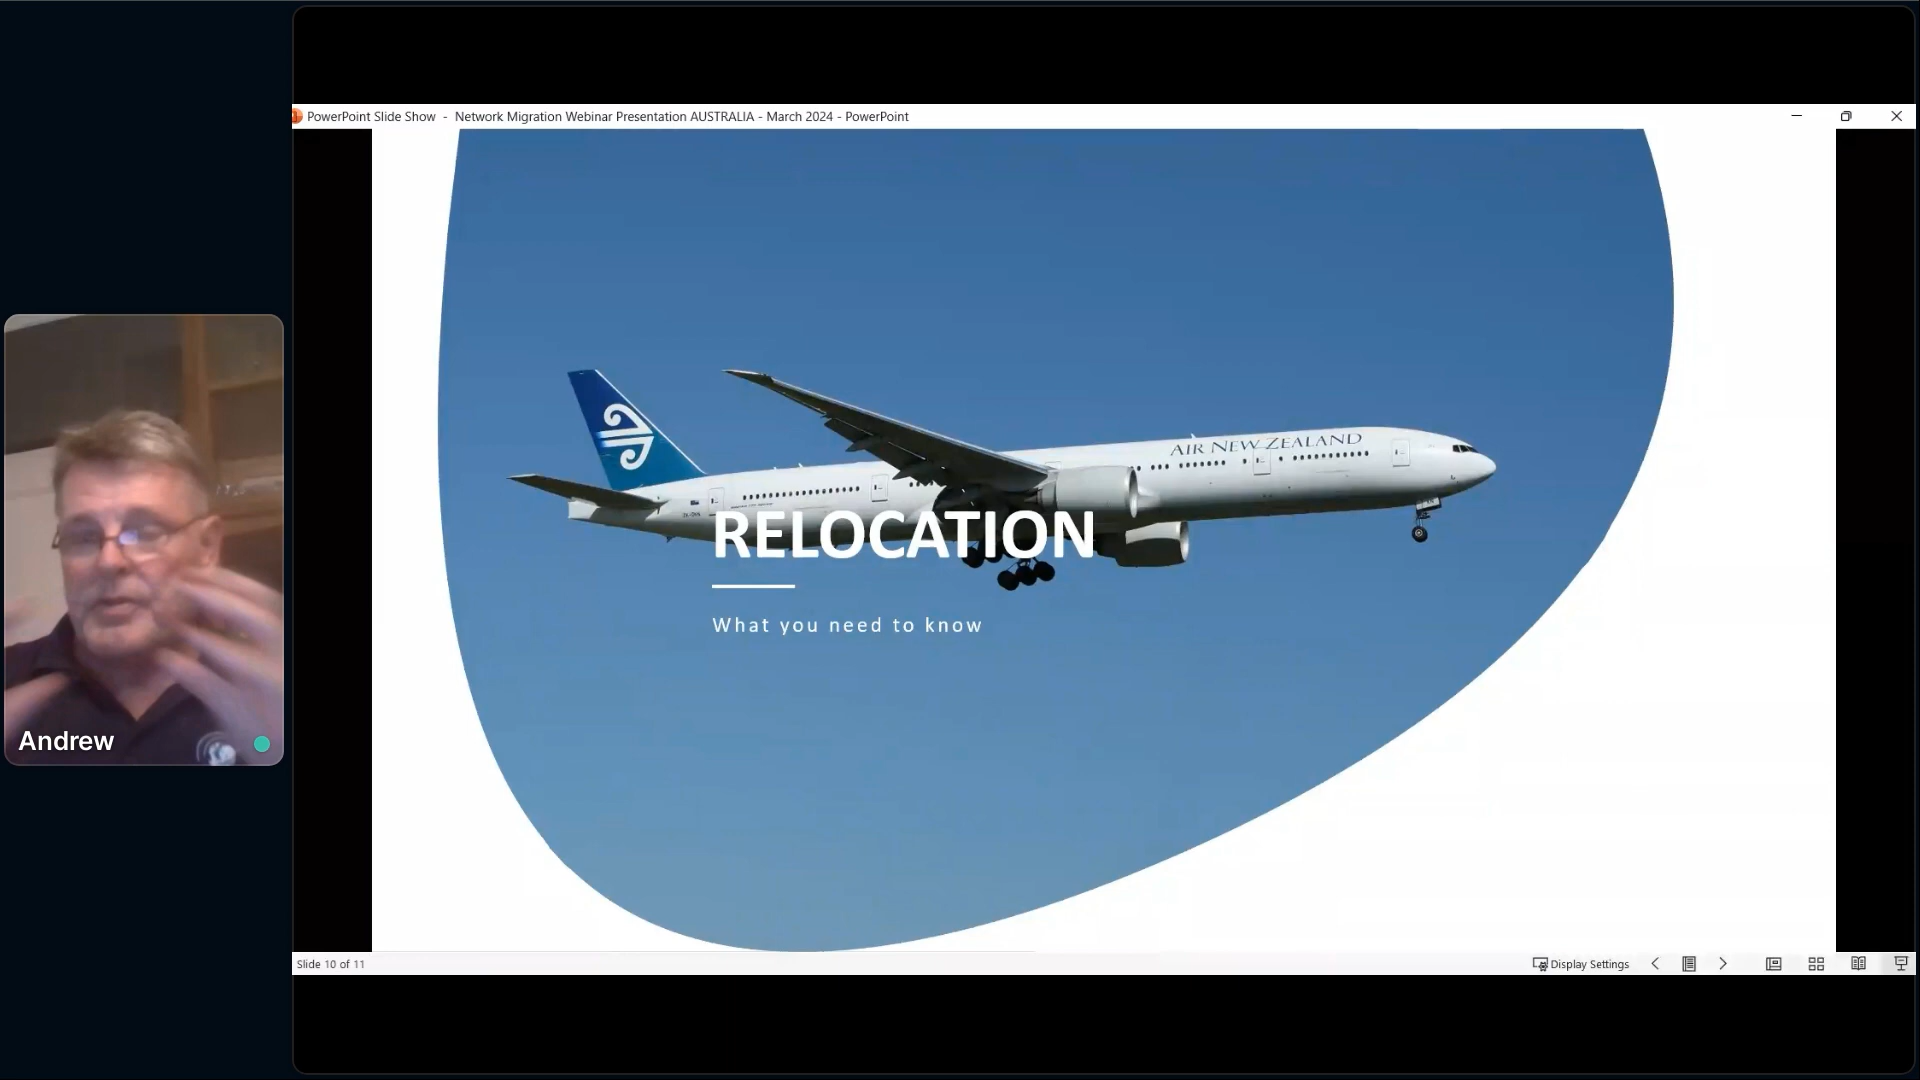 PowerPoint Slide Show - Network Migration Webinar Presentation AUSTRALIA - March 2024 - PowerPoint
AIR NEW ZEALAND
RELOCATION
What you need to know
Andrew
Slide 10 of 11
Display Settings